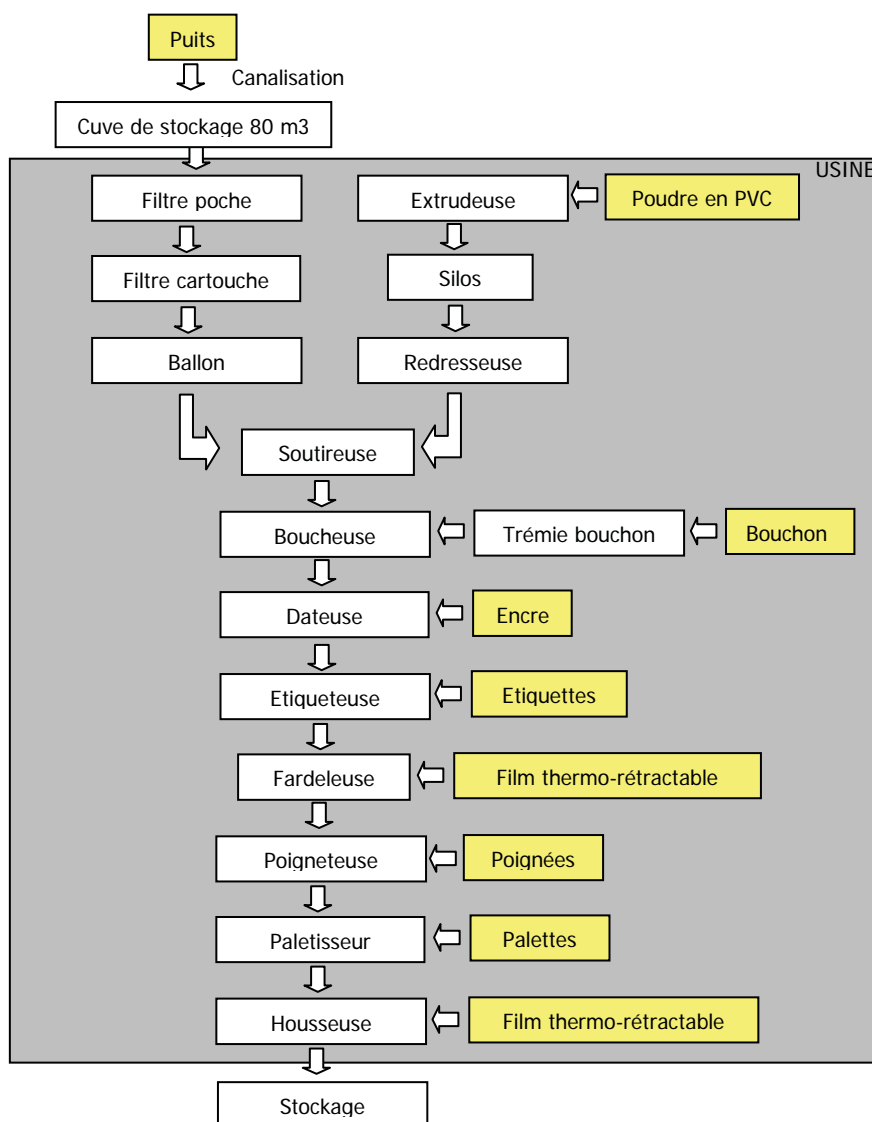 Puits
Canalisation
Cuve de stockage 80 m3
USINE
Filtre poche
Extrudeuse
Poudre en PVC
Filtre cartouche
Silos
Ballon
Redresseuse
Soutireuse
Boucheuse
Trémie bouchon
Bouchon
Dateuse
Encre
Etiqueteuse
Etiquettes
Fardeleuse
Film thermo-rétractable
Poigneteuse
Poignées
Paletisseur
Palettes
Housseuse
Film thermo-rétractable
Stockage